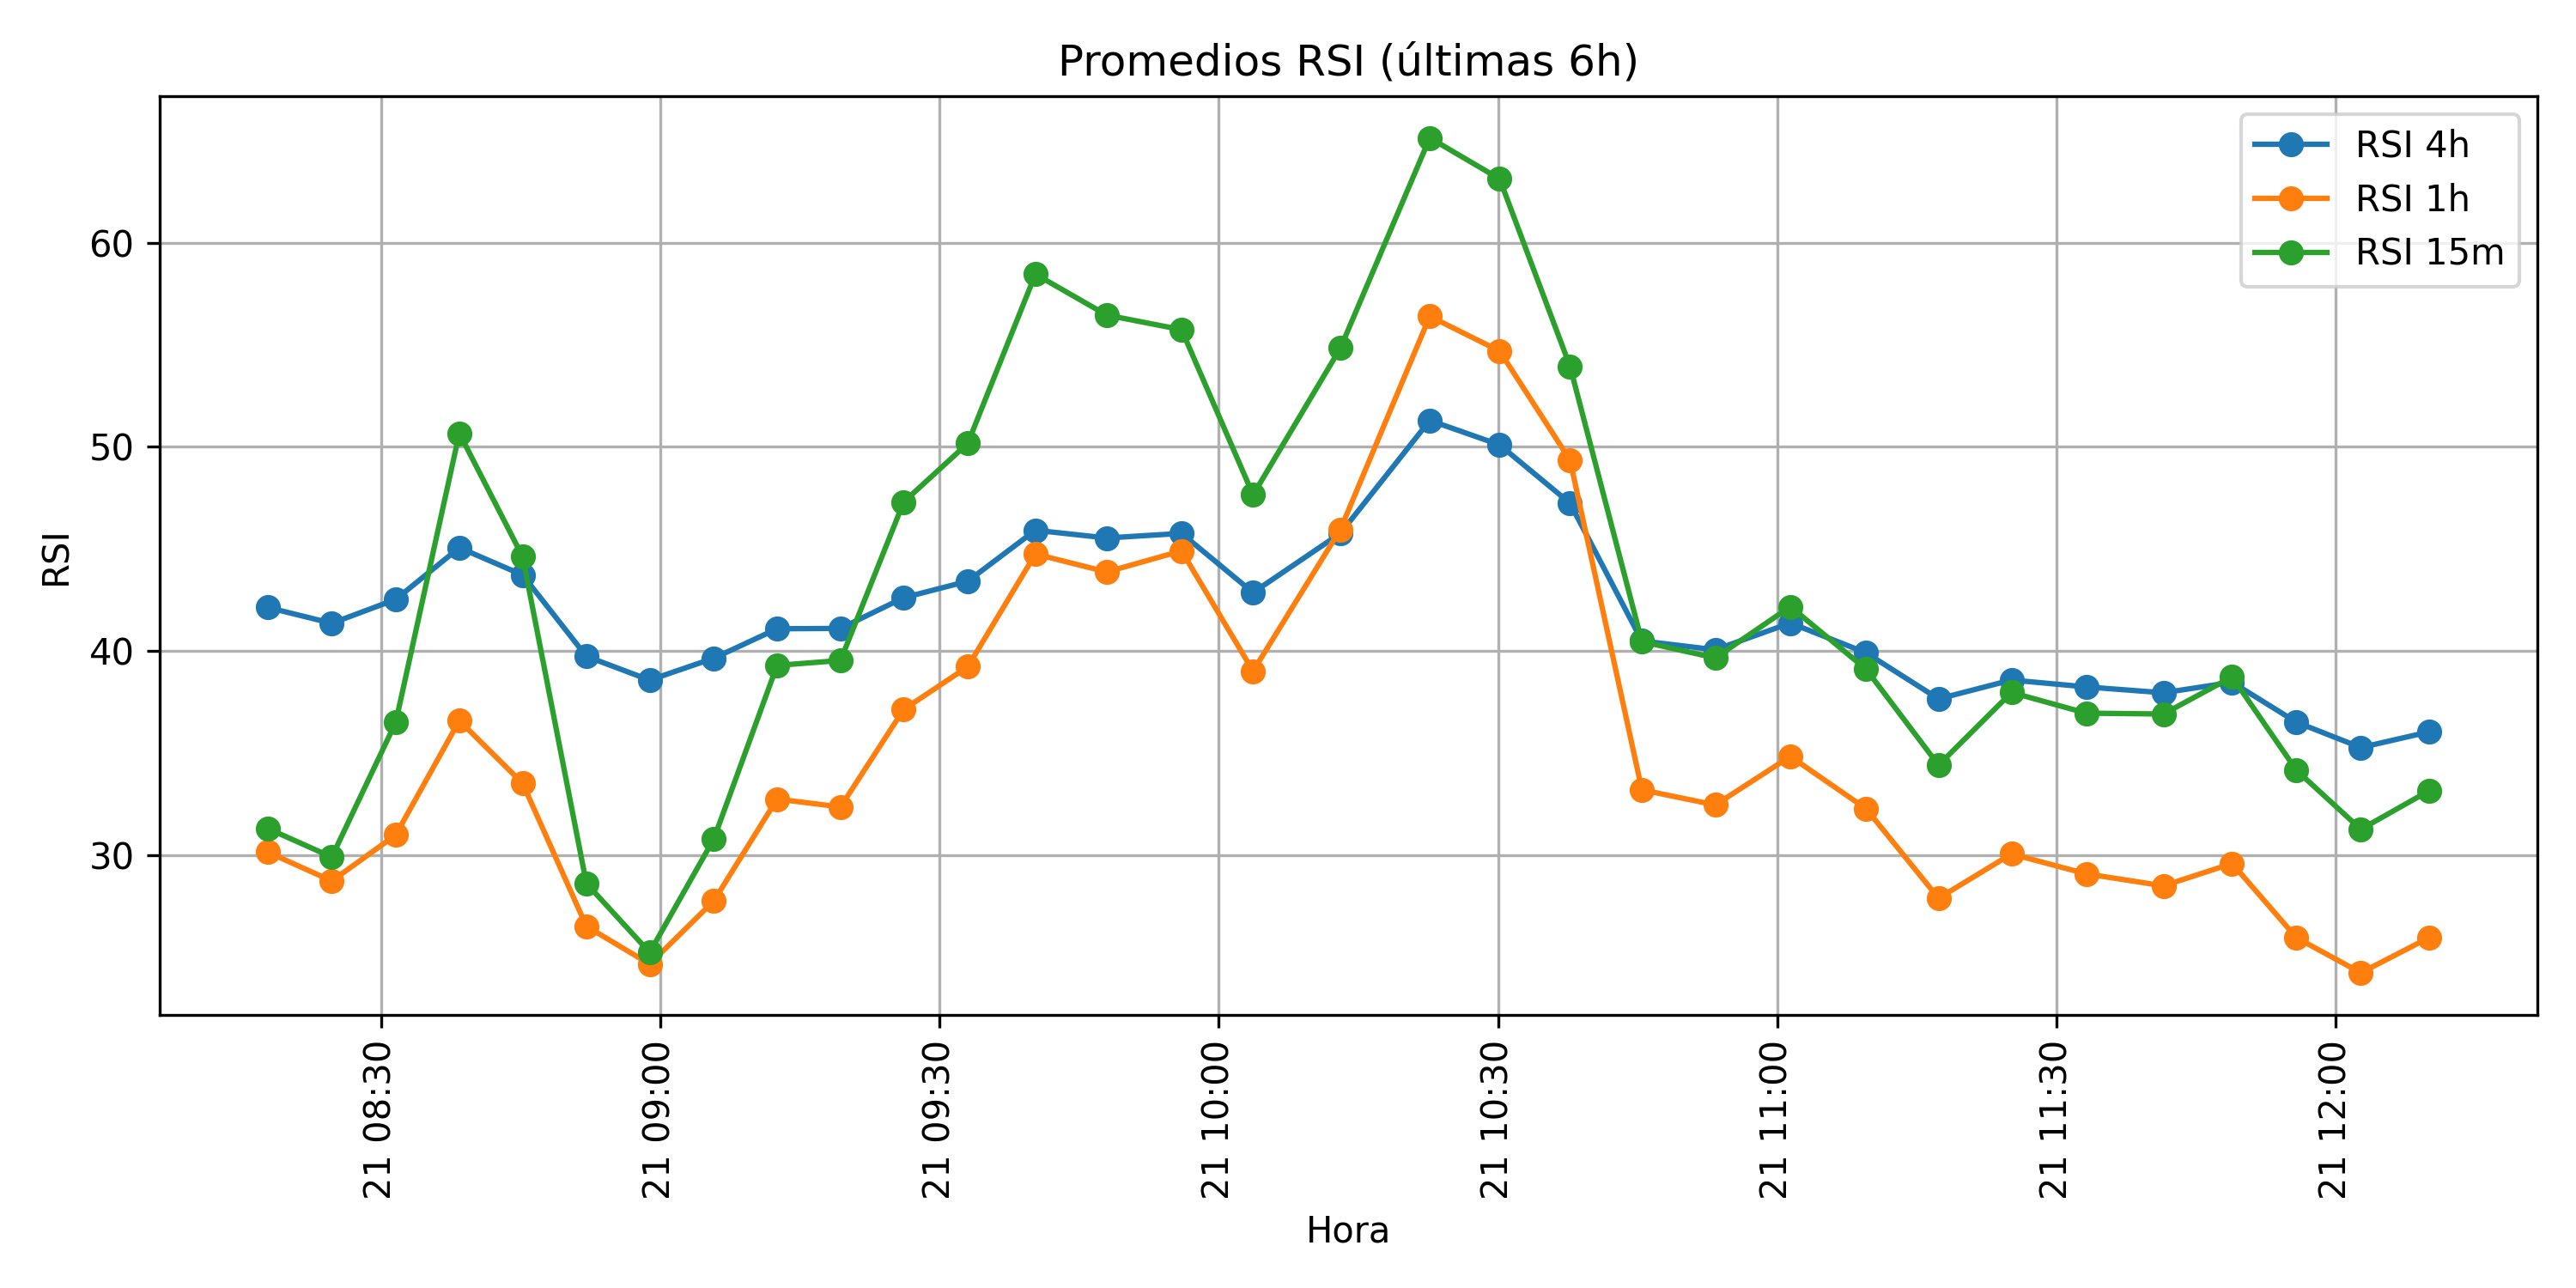 Promedios RSI (últimas 6h)
RSI 4h
RSI 1h
RSI 15m
RSI
60
50
40
30
21 08:30
21 09:00
21 09:30
21 10:00
21 10:30
21 11:00
21 11:30
21 12:00
Hora